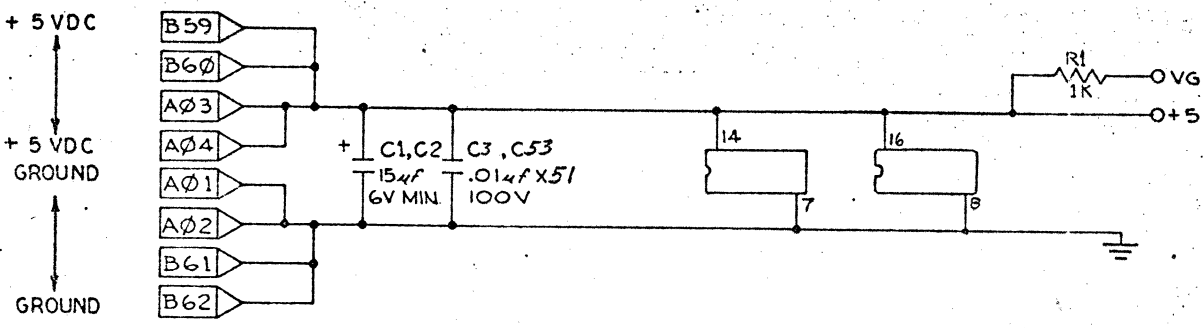 + 5 VDC
+ 5 VDC
GROUND
GROUND
B59
B6Ø
AØ3
AØ4
AØ1
AØ2
B61
B62
+
C1, C2
15µf
6V MIN.
C3, C53
.01µf X51
100V
14
7
16
8
R1
1K
VG
+5